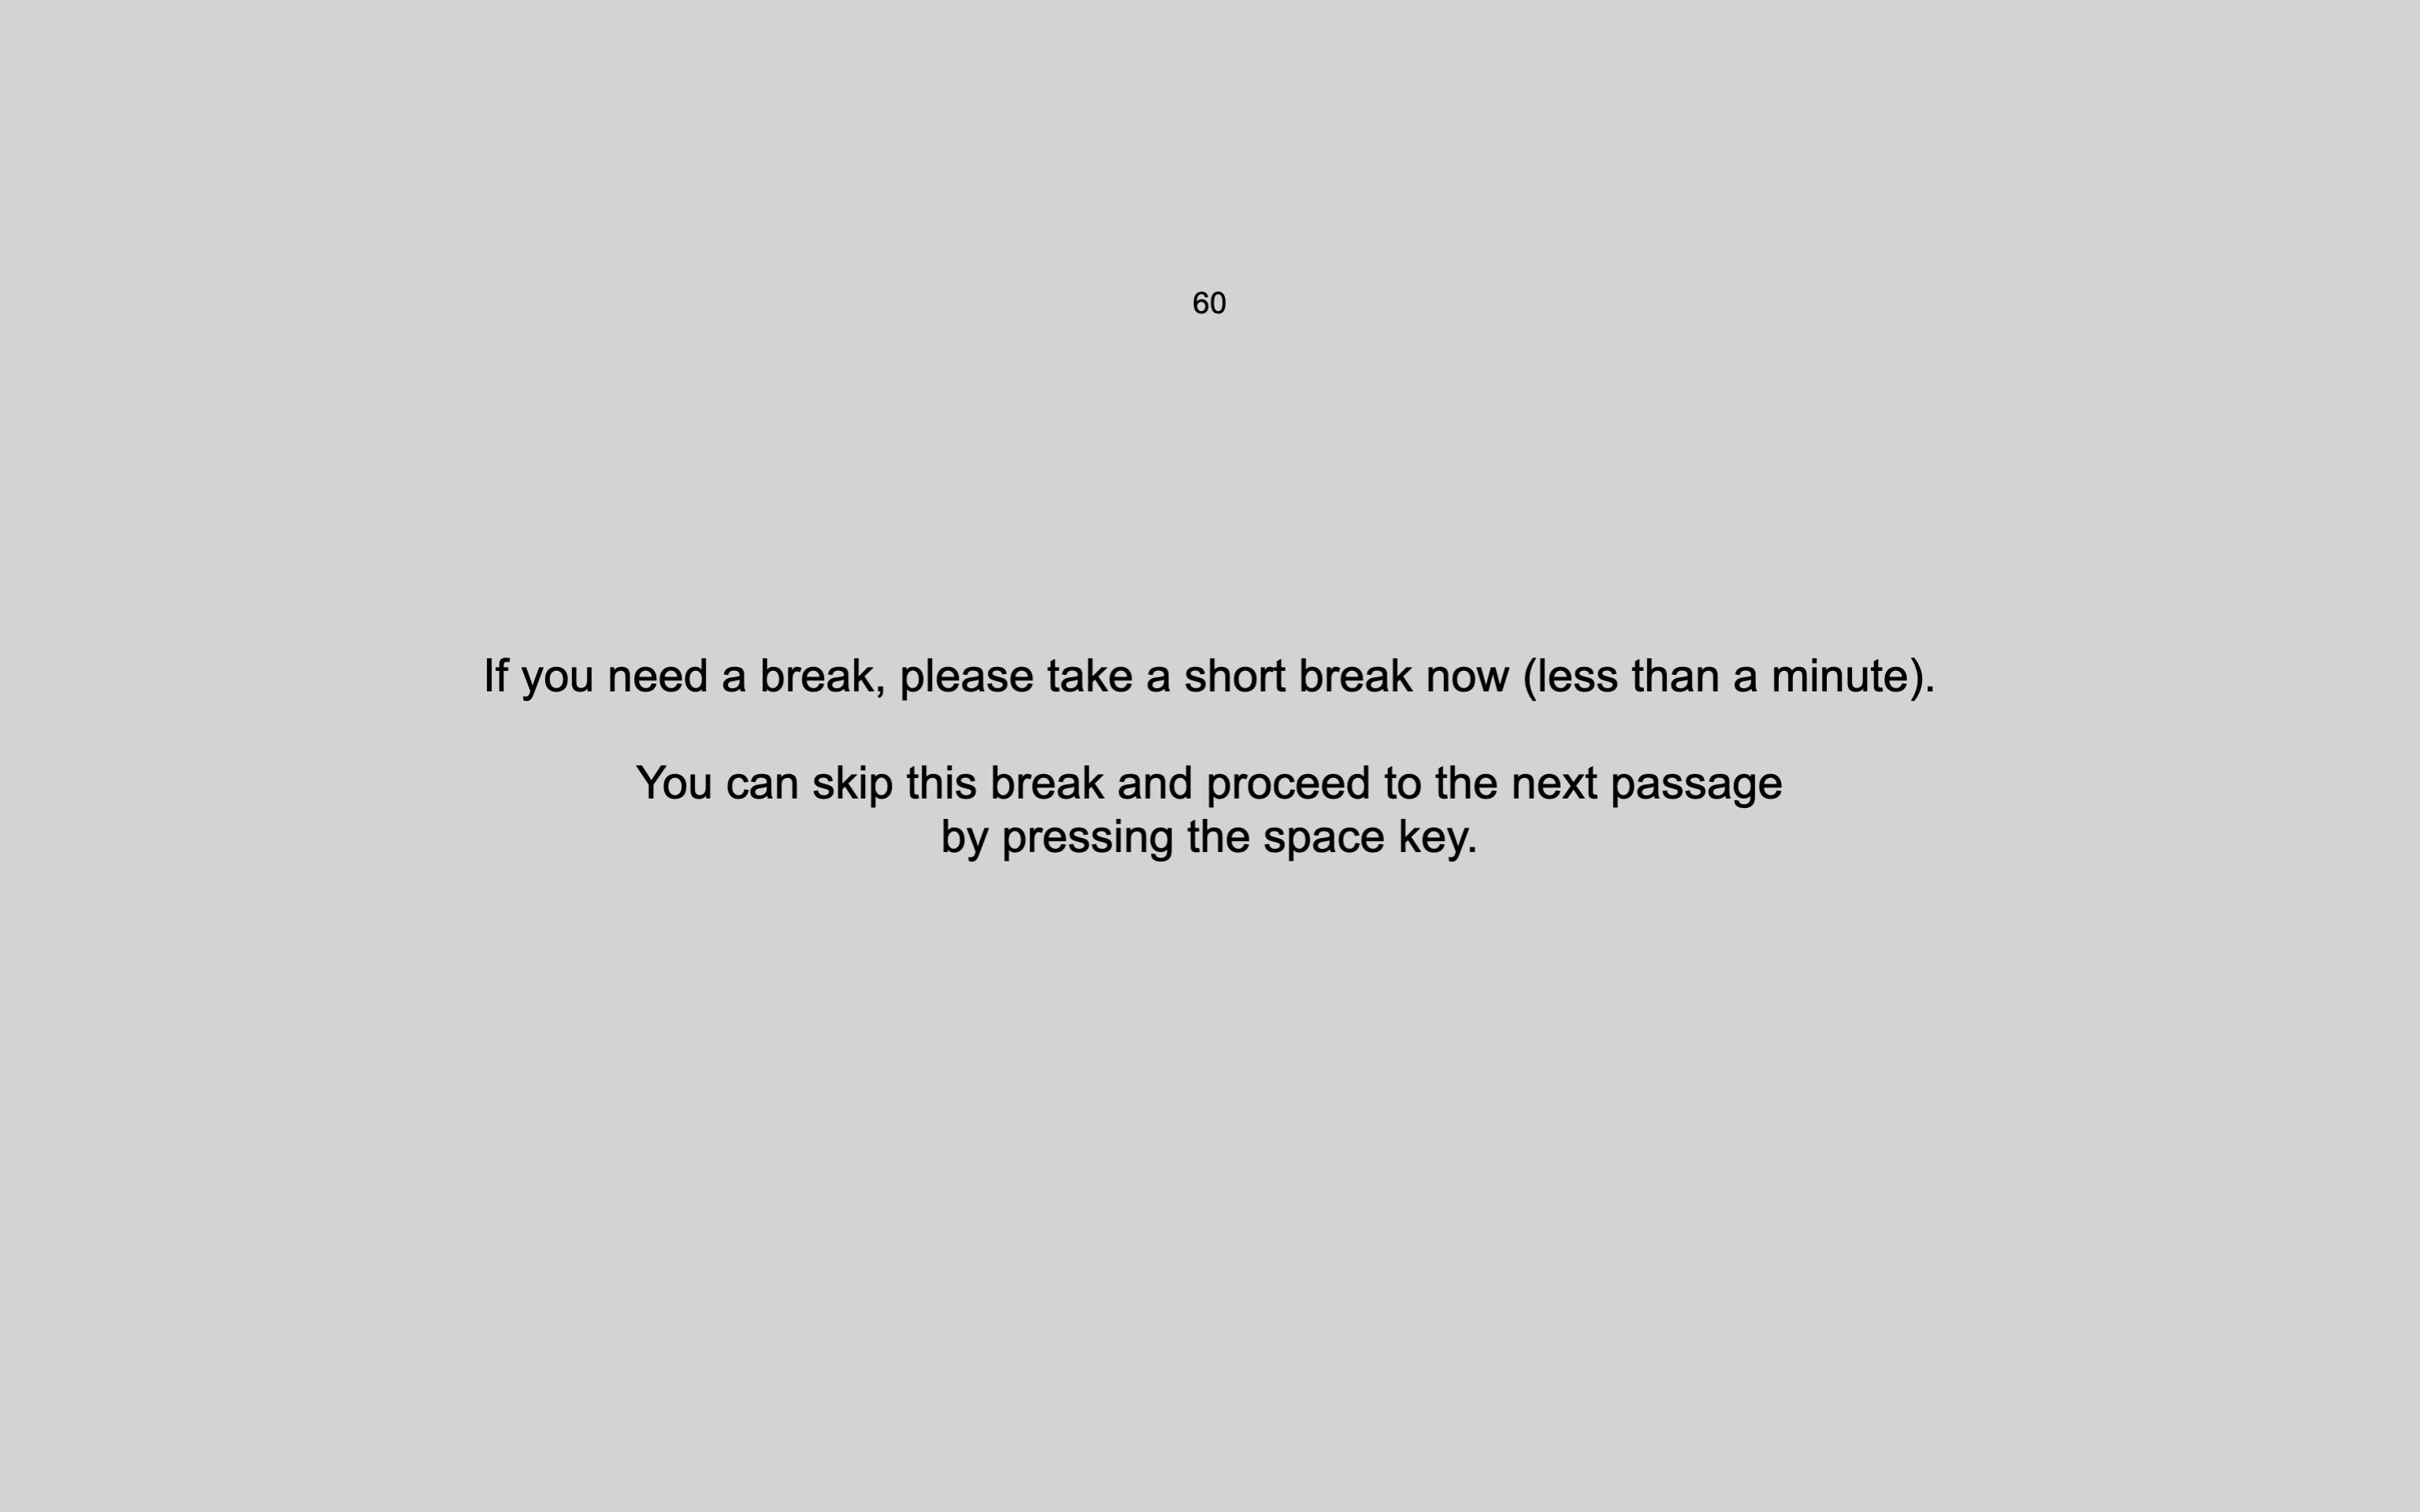 60
If you need a break, please take a short break now (less than a minute).
You can skip this break and proceed to the next passage
by pressing the space key.